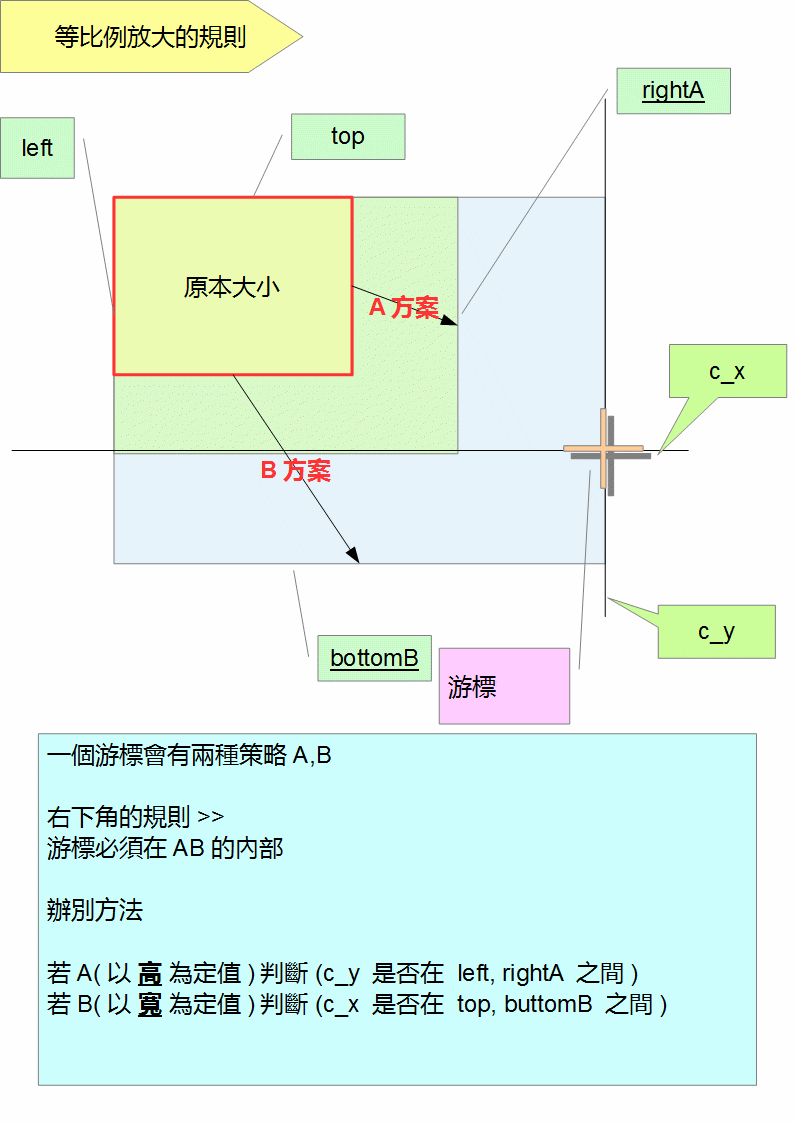 等比例放大的規則
rightA
top
left
原本大小
A 方案
c_x
B 方案
c_y
bottomB
游標
一個游標會有兩種策略 A,B
右下角的規則 >>
游標必須在 AB 的內部
辦別方法
若 A( 以 高 為定值 ) 判斷 (c_y 是否在 left, rightA 之間 )
若 B( 以 寬 為定值 ) 判斷 (c_x 是否在 top, buttomB 之間 )